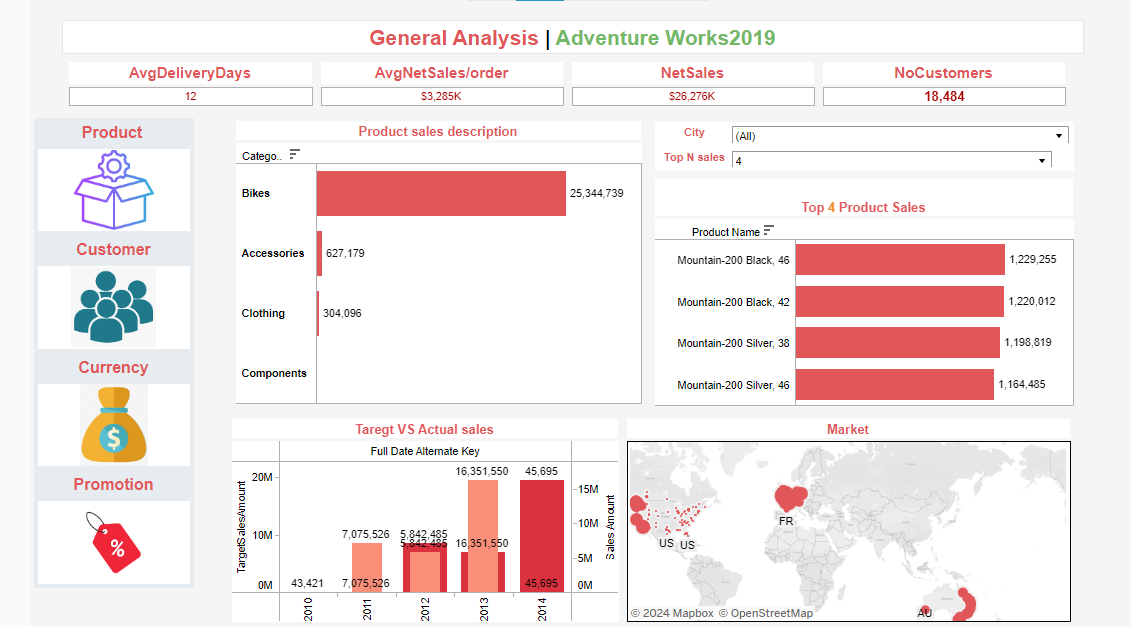 General Analysis | Adventure Works2019
AvgDeliveryDays
12
AvgNetSales/order
$3,285K
NetSales
$26,276K
NoCustomers
18,484
Product
Customer
Currency
$
Promotion
%
Product sales description
Catego..
Bikes
25,344,739
Accessories
627,179
Clothing
304,096
Components
City
(All)
Top N sales
4
Top 4 Product Sales
Product Name
Mountain-200 Black, 46
1,229,255
Mountain-200 Black, 42
1,220,012
Mountain-200 Silver, 38
1,198,819
Mountain-200 Silver, 46
1,164,485
Taregt VS Actual sales
Full Date Alternate Key
TargetSalesAmount
20M
10M
0M
43,421
7,075,526
7,075,526
5,842,485
5,842,485
16,351,550
16,351,550
45,695
45,695
15M
10M
5M
0M
Sales Amount
2010
2011
2012
2013
2014
Market
FR
US
US
AU
© 2024 Mapbox © OpenStreetMap